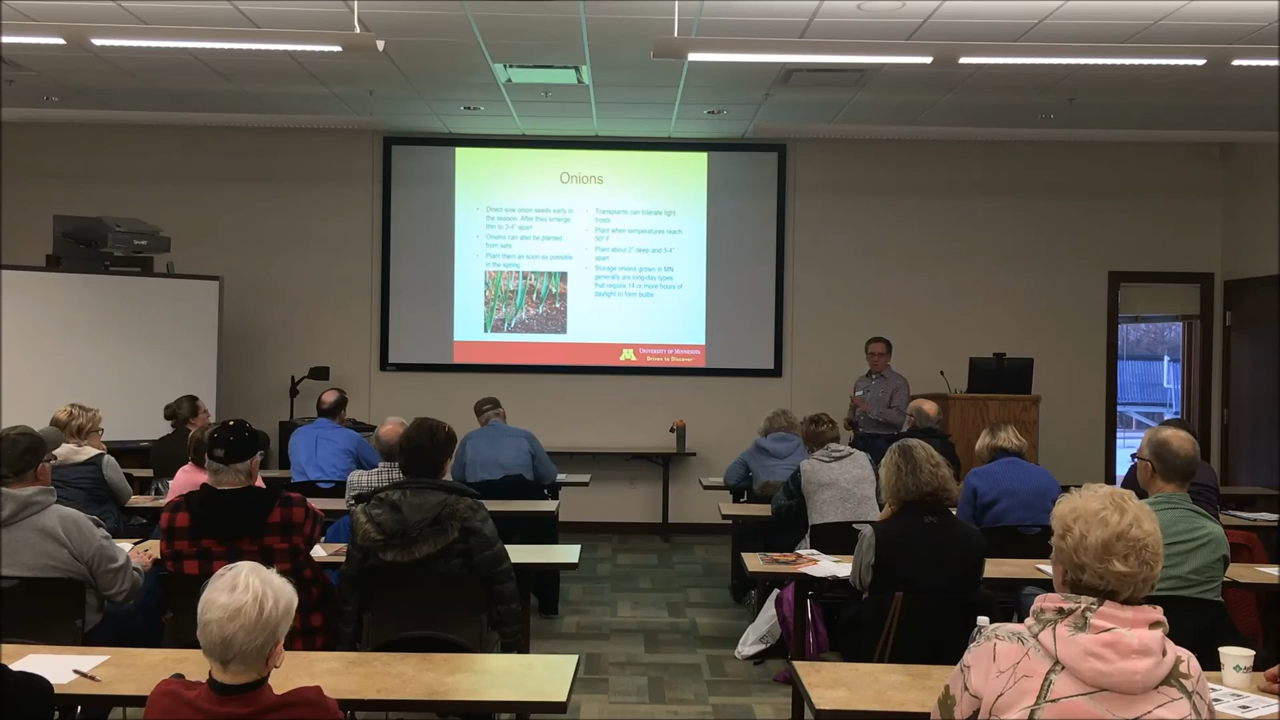 Onions
• Direct sow onion seeds early in
the season. After they emerge
thin to 3-4" apart
• Onions can also be planted
from sets
• Plant them as soon as possible
in the spring
• Transplants can tolerate light
frosts
• Plant when temperatures reach
50° F
• Plant about 2" deep and 3-4"
apart
• Storage onions grown in MN
generally are long-day types,
that require 14 or more hours of
daylight to form bulbs
UNIVERSITY OF MINNESOTA
Driven to Discover